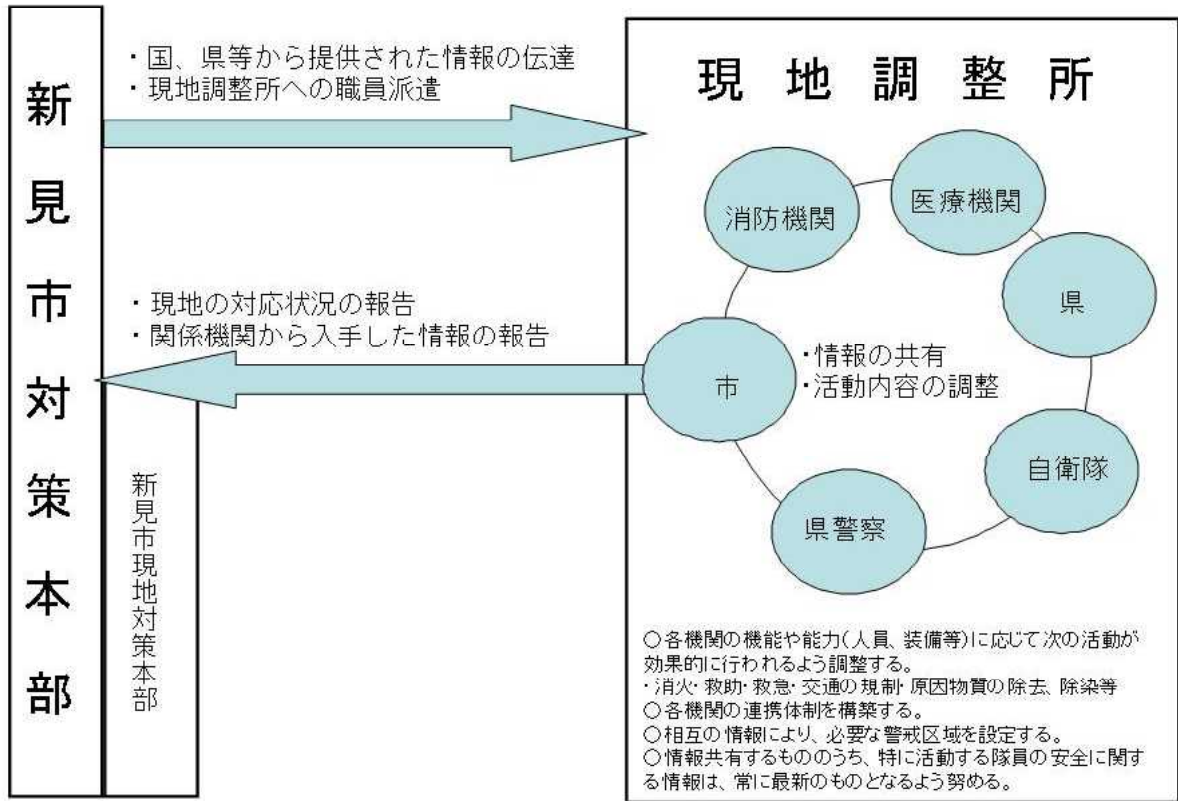 新見市対策本部
新見市現地対策本部
・国、県等から提供された情報の伝達
・現地調整所への職員派遣
・現地の対応状況の報告
・関係機関から入手した情報の報告
現地調整所
消防機関
医療機関
県
市
・情報の共有
・活動内容の調整
自衛隊
県警察
○各機関の機能や能力(人員、装備等)に応じて次の活動が
効果的に行われるよう調整する。
・消火・救助・救急・交通の規制・原因物質の除去、除染等
○各機関の連携体制を構築する。
○相互の情報により、必要な警戒区域を設定する。
○情報共有するもののうち、特に活動する隊員の安全に関す
る情報は、常に最新のものとなるよう努める。